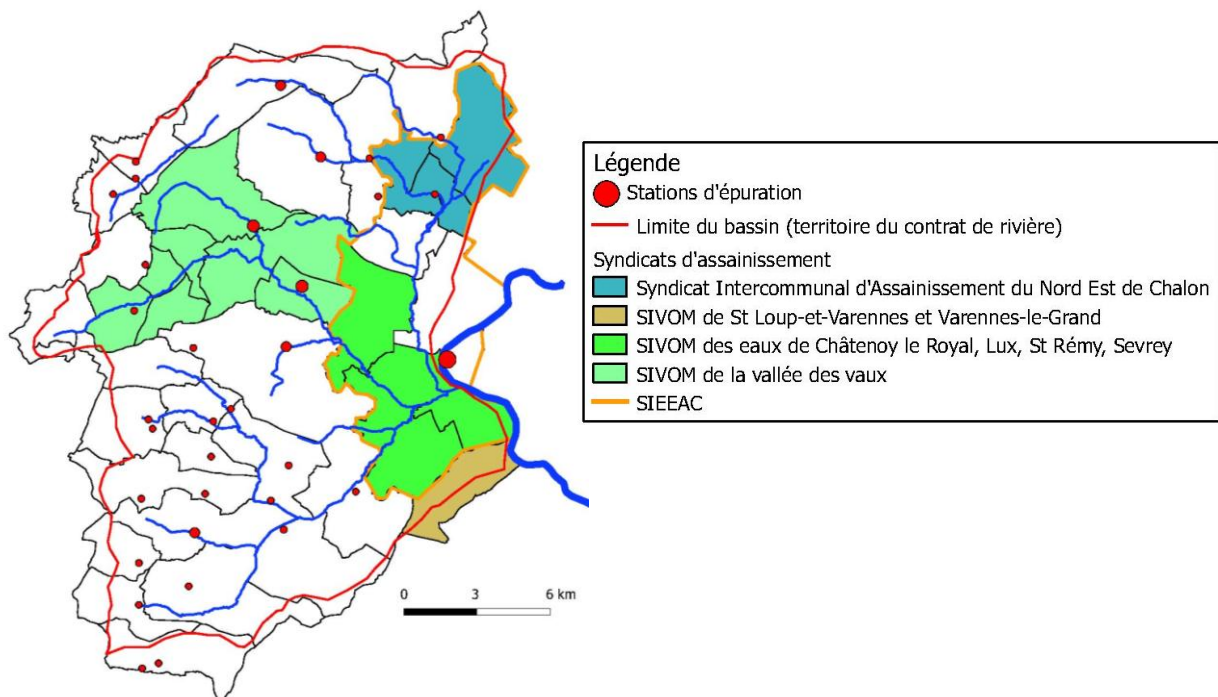 Légende
Stations d'épuration
Limite du bassin (territoire du contrat de rivière)
Syndicats d'assainissement
Syndicat Intercommunal d'Assainissement du Nord Est de Chalon
SIVOM de St Loup-et-Varennes et Varennes-le-Grand
SIVOM des eaux de Châtenoy le Royal, Lux, St Rémy, Sevrey
SIVOM de la vallée des vaux
SIEEAC
0 3 6 km